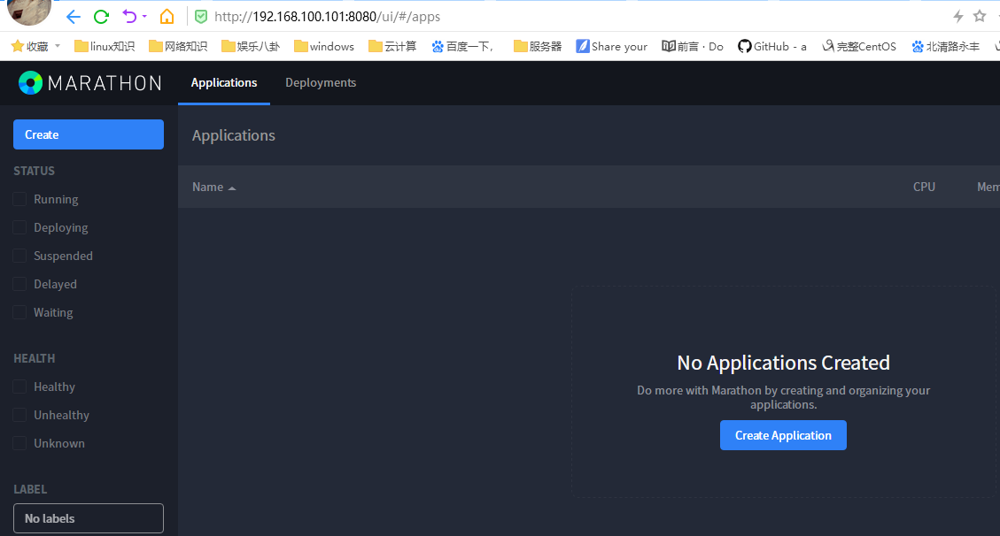 http://192.168.100.101:8080/ui/#/apps
收藏 linux知识 网络知识 娱乐八卦 windows 云计算 百度一下, 服务器 Share your 前言 · Do GitHub - a 完整CentOS 北清路永丰
MARATHON Applications Deployments
Create
STATUS
Running
Deploying
Suspended
Delayed
Waiting
HEALTH
Healthy
Unhealthy
Unknown
LABEL
No labels
Applications
Name CPU Mem
No Applications Created
Do more with Marathon by creating and organizing your
applications.
Create Application